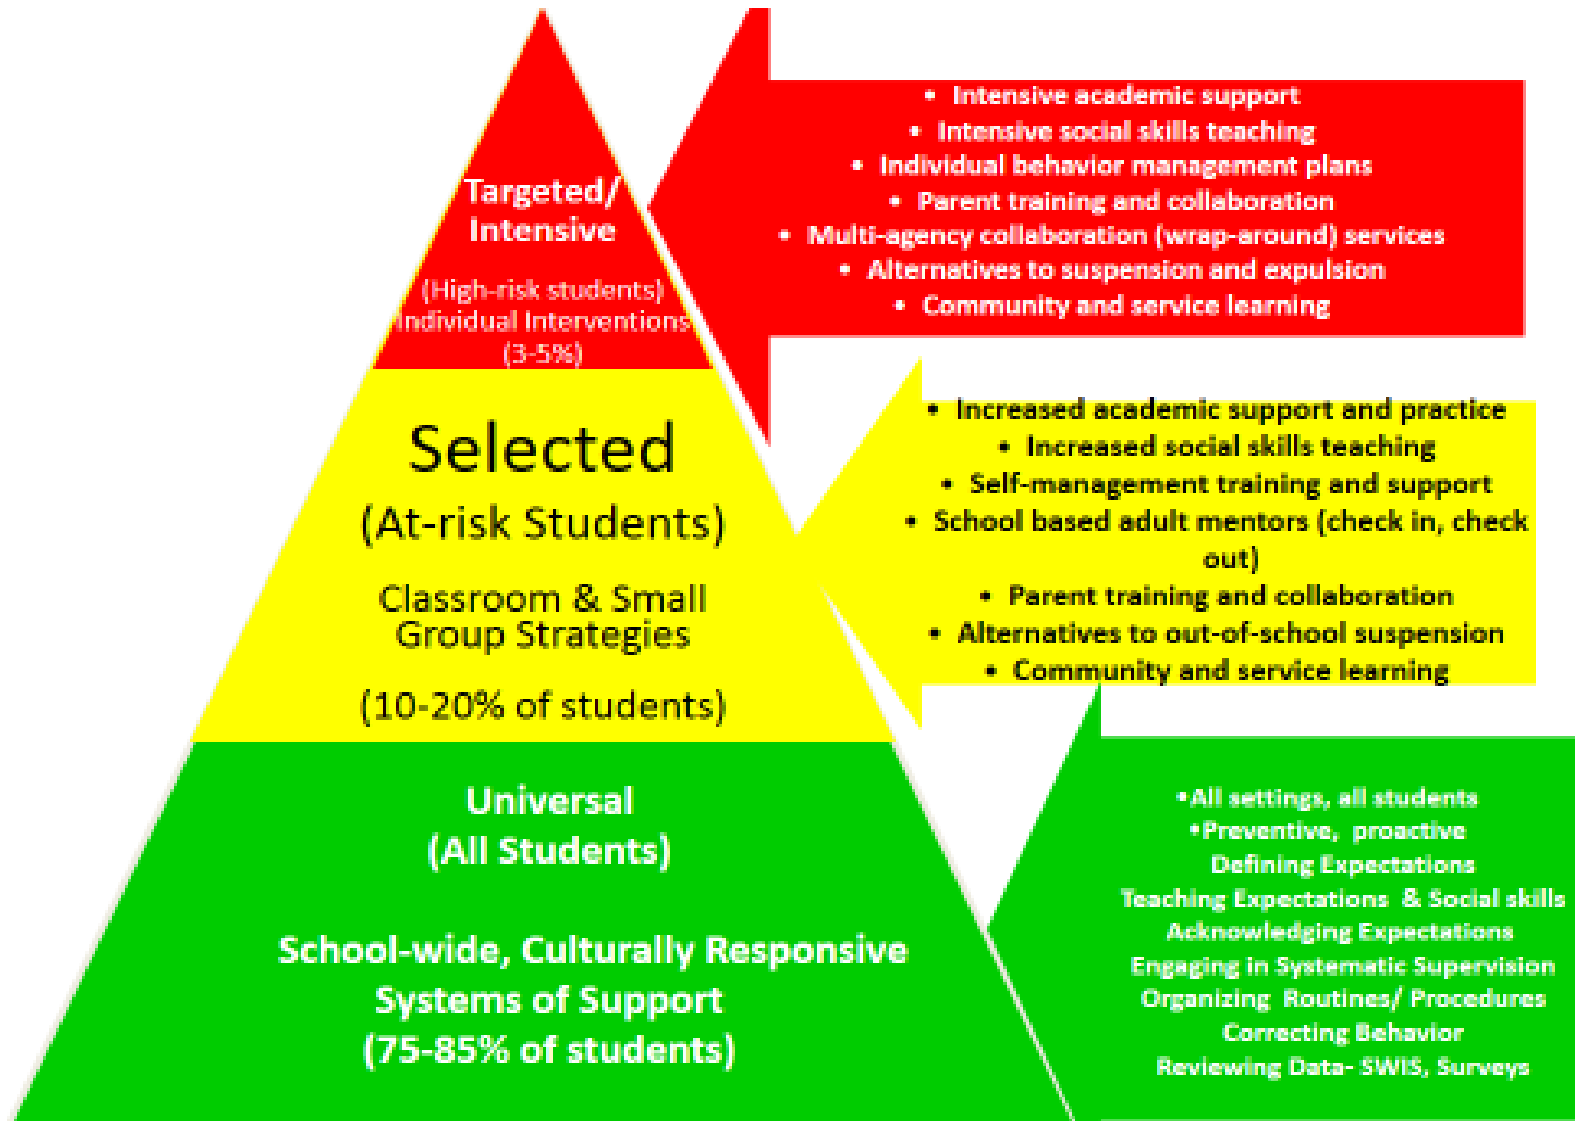 Targeted/
Intensive
(High-risk students)
Individual Interventions
(3-5%)
• Intensive academic support
• Intensive social skills teaching
• Individual behavior management plans
• Parent training and collaboration
• Multi-agency collaboration (wrap-around) services
• Alternatives to suspension and expulsion
• Community and service learning
Selected
(At-risk Students)
Classroom & Small
Group Strategies
(10-20% of students)
• Increased academic support and practice
• Increased social skills teaching
• Self-management training and support
• School based adult mentors (check in, check
out)
• Parent training and collaboration
• Alternatives to out-of-school suspension
• Community and service learning
Universal
(All Students)
School-wide, Culturally Responsive
Systems of Support
(75-85% of students)
•All settings, all students
•Preventive, proactive
Defining Expectations
Teaching Expectations & Social skills
Acknowledging Expectations
Engaging in Systematic Supervision
Organizing Routines/ Procedures
Correcting Behavior
Reviewing Data- SWIS, Surveys